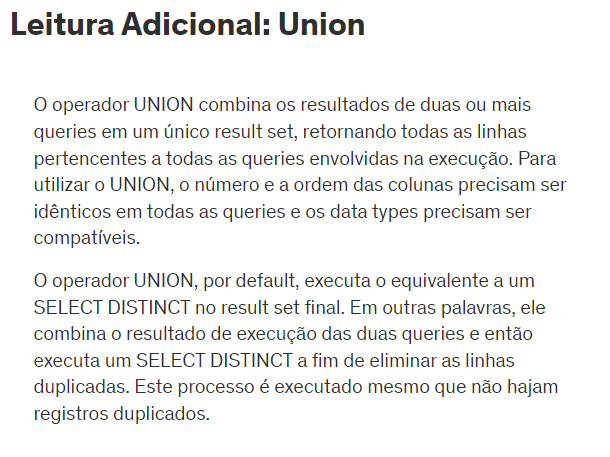 Leitura Adicional: Union
O operador UNION combina os resultados de duas ou mais
queries em um único result set, retornando todas as linhas
pertencentes a todas as queries envolvidas na execução. Para
utilizar o UNION, o número e a ordem das colunas precisam ser
idênticos em todas as queries e os data types precisam ser
compatíveis.
O operador UNION, por default, executa o equivalente a um
SELECT DISTINCT no result set final. Em outras palavras, ele
combina o resultado de execução das duas queries e então
executa um SELECT DISTINCT a fim de eliminar as linhas
duplicadas. Este processo é executado mesmo que não hajam
registros duplicados.